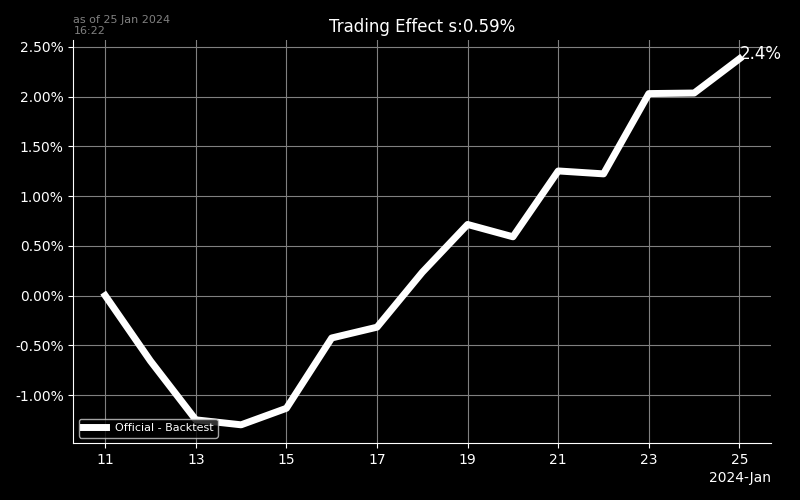 as of 25 Jan 2024
16:22
Trading Effect s:0.59%
2.50%
2.4%
2.00%
1.50%
1.00%
0.50%
0.00%
-0.50%
-1.00%
Official - Backtest
11 13 15 17 19 21 23 25
2024-Jan